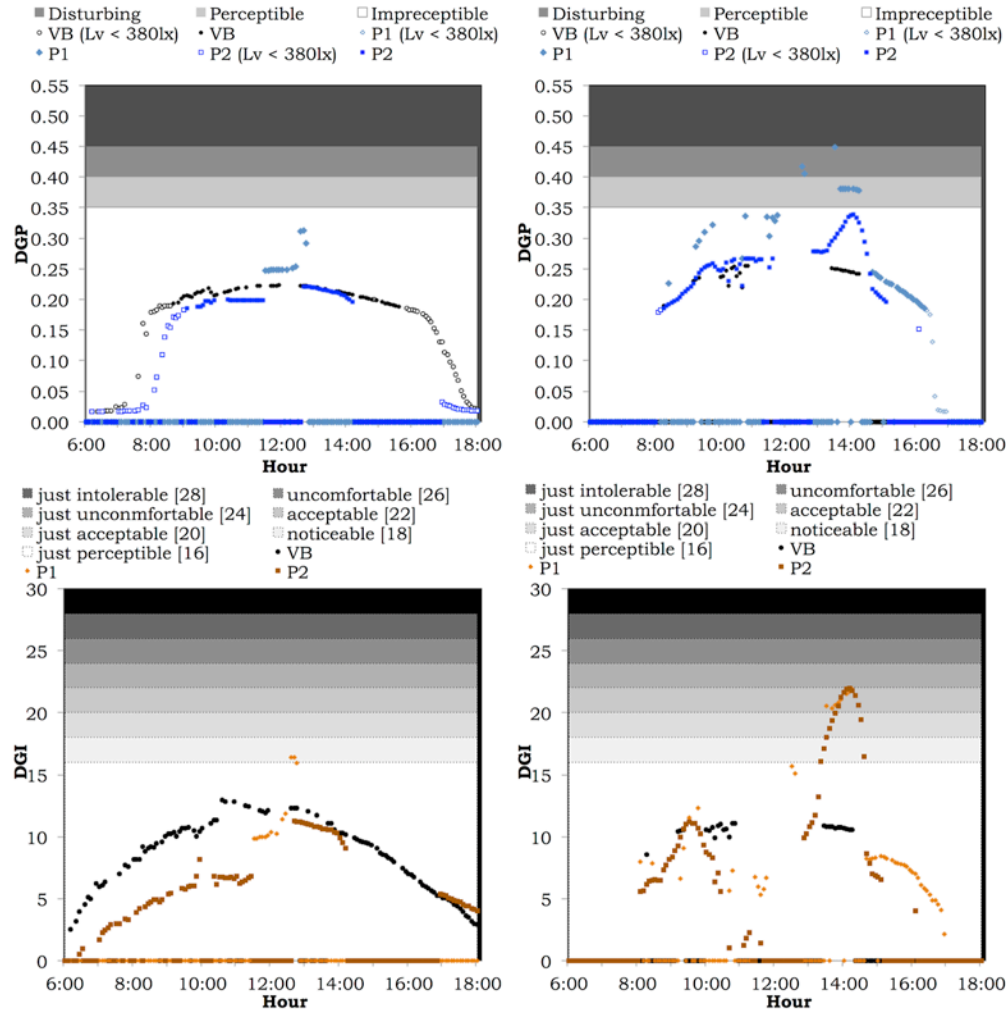 Disturbing Perceptible Impreceptible
VB (Lv < 380lx) VB P1 (Lv < 380lx)
P1 P2 (Lv < 380lx) P2
0.55
0.50
0.45
0.40
0.35
0.30
0.25
0.20
0.15
0.10
0.05
0.00
DGP
6:00 8:00 10:00 12:00 14:00 16:00 18:00
Hour
Disturbing Perceptible Impreceptible
VB (Lv < 380lx) VB P1 (Lv < 380lx)
P1 P2 (Lv < 380lx) P2
0.55
0.50
0.45
0.40
0.35
0.30
0.25
0.20
0.15
0.10
0.05
0.00
DGP
6:00 8:00 10:00 12:00 14:00 16:00 18:00
Hour
just intolerable [28] uncomfortable [26]
just unconmfortable [24] acceptable [22]
just acceptable [20] noticeable [18]
just perceptible [16] VB
P1 P2
30
25
20
15
10
5
0
DGI
6:00 8:00 10:00 12:00 14:00 16:00 18:00
Hour
just intolerable [28] uncomfortable [26]
just unconmfortable [24] acceptable [22]
just acceptable [20] noticeable [18]
just perceptible [16] VB
P1 P2
30
25
20
15
10
5
0
DGI
6:00 8:00 10:00 12:00 14:00 16:00 18:00
Hour